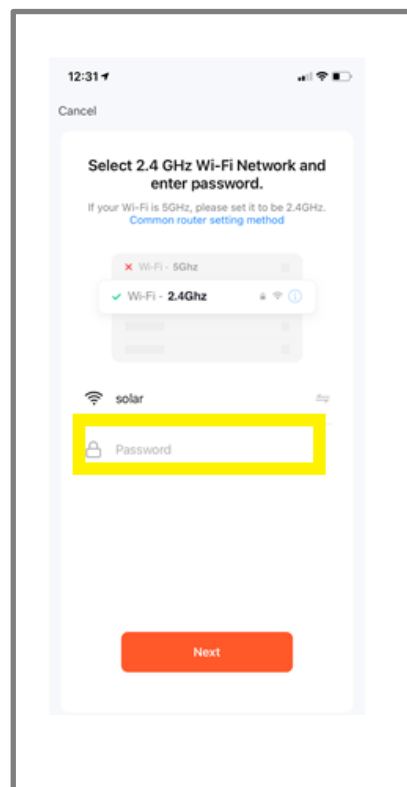 12:31
Cancel
Select 2.4 GHz Wi-Fi Network and
enter password.
If your Wi-Fi is 5GHz, please set it to be 2.4GHz.
Common router setting method
Wi-Fi - 5Ghz
Wi-Fi - 2.4Ghz
solar
Password
Next